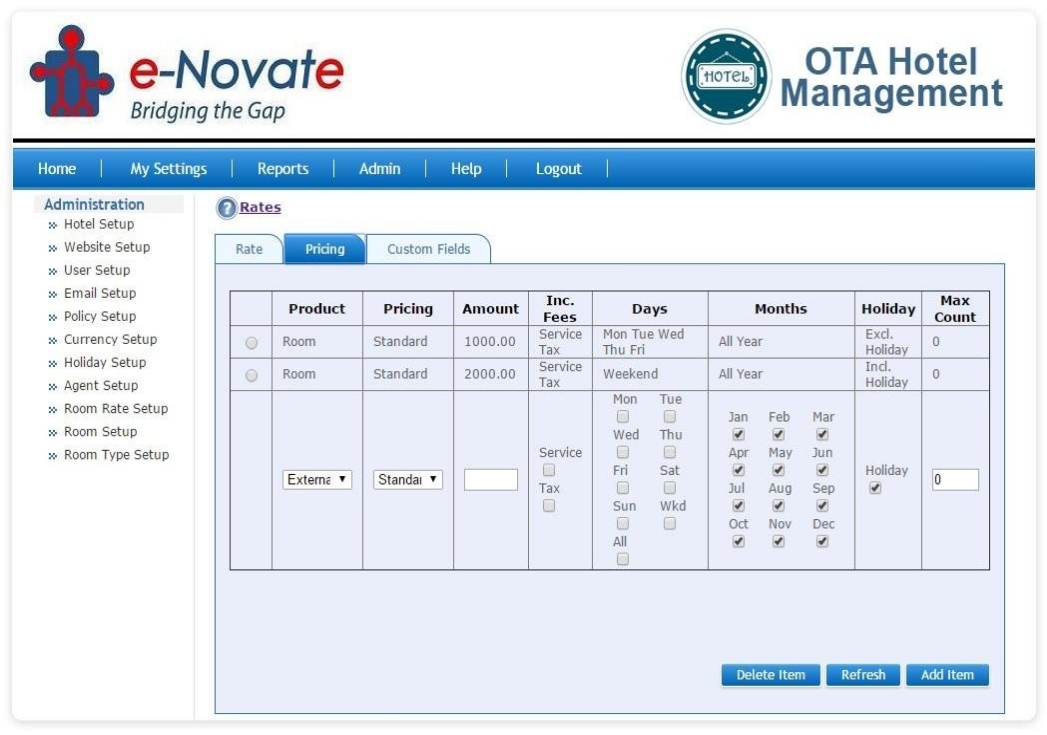 e-Novate
Bridging the Gap
HOTEL
OTA Hotel
Management
Home
My Settings
Reports
Admin
Help
Logout
Administration
Hotel Setup
Website Setup
User Setup
Email Setup
Policy Setup
Currency Setup
Holiday Setup
Agent Setup
Room Rate Setup
Room Setup
Room Type Setup
? Rates
Rate
Pricing
Custom Fields
Product Pricing Amount Inc. Fees Days Months Holiday Max Count
Room Standard 1000.00 Service Tax Mon Tue Wed Thu Fri All Year Excl. Holiday 0
Room Standard 2000.00 Service Tax Weekend All Year Incl. Holiday 0
Externa
Standar
Service
Tax
Mon Tue
Wed Thu
Fri Sat
Sun Wkd
All
Jan Feb Mar
Apr May Jun
Jul Aug Sep
Oct Nov Dec
Holiday
0
Delete Item
Refresh
Add Item